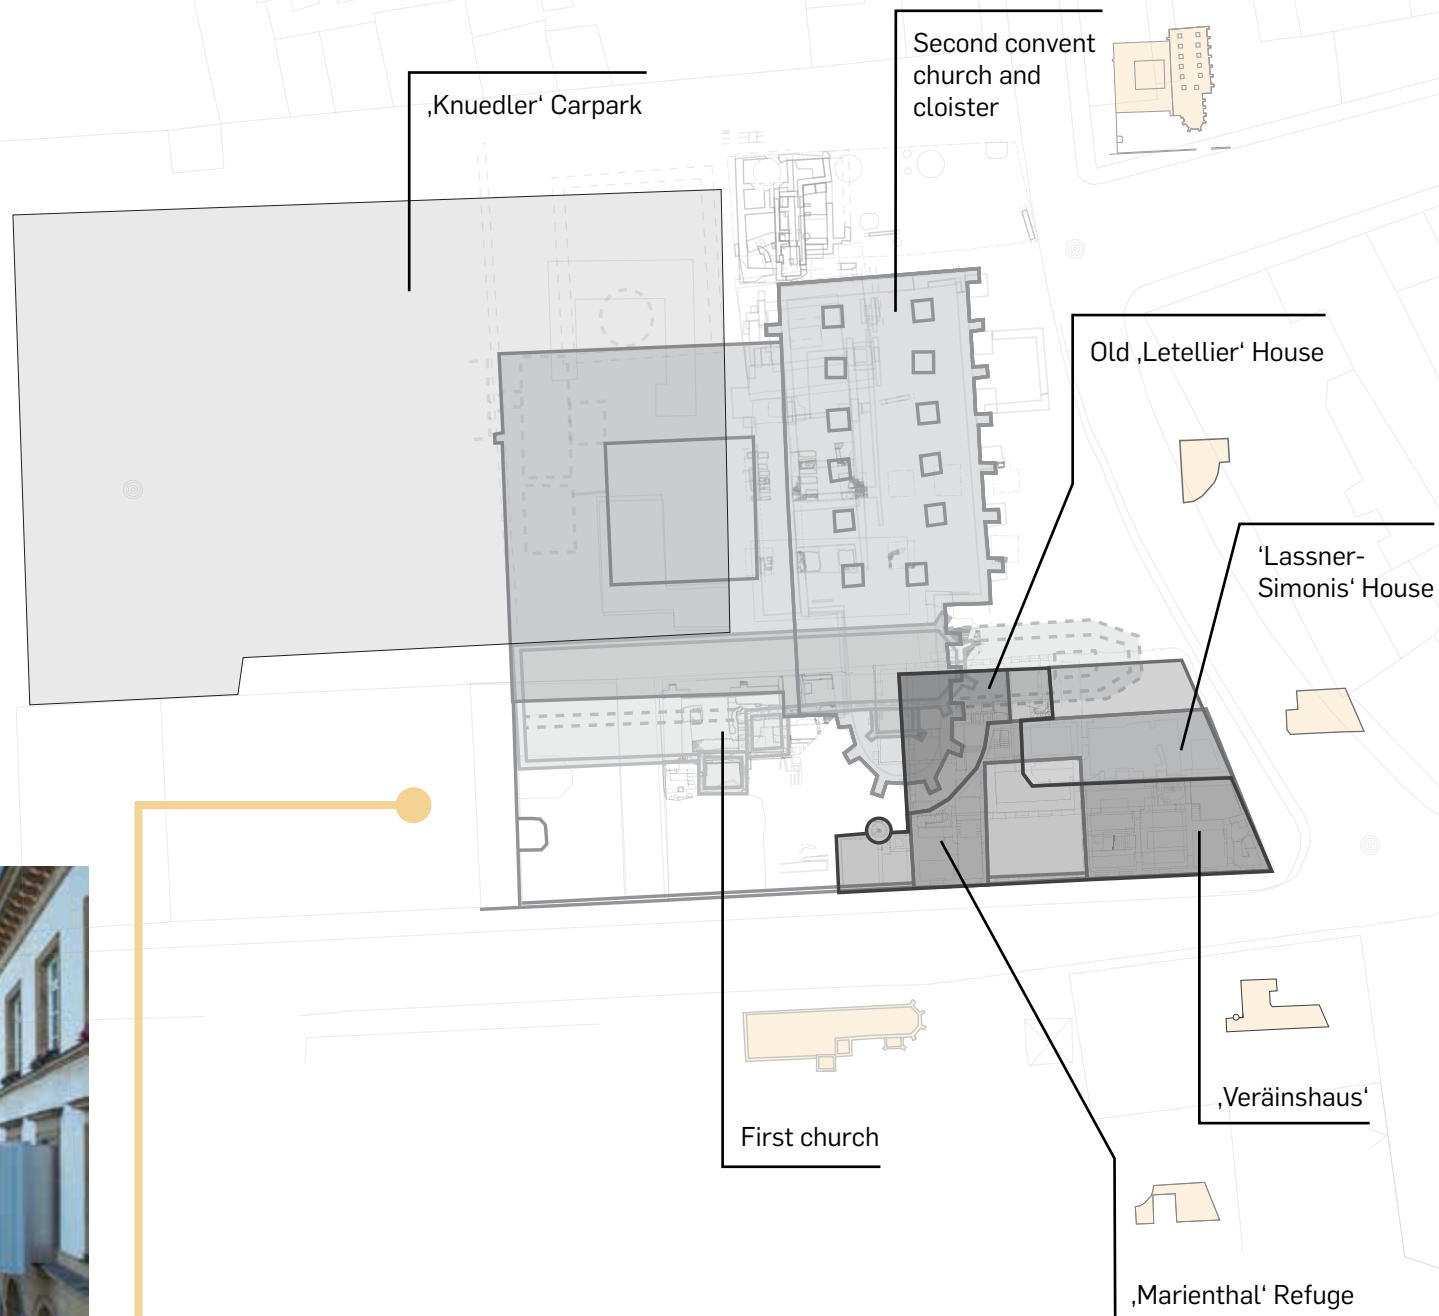 Second convent
church and
cloister
‚Knuedler‘ Carpark
Old ‚Letellier‘ House
‘Lassner-
Simonis‘ House
‚Veräinshaus‘
First church
‚Marienthal‘ Refuge